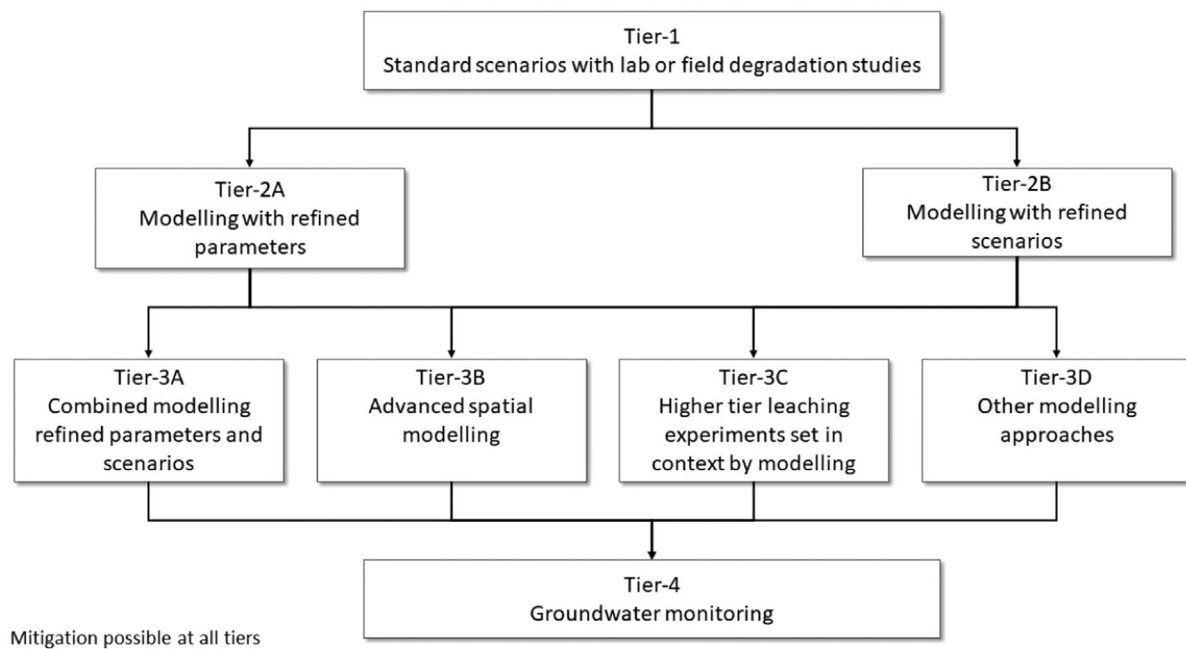 Tier-1
Standard scenarios with lab or field degradation studies
Tier-2A
Modelling with refined
parameters
Tier-2B
Modelling with refined
scenarios
Tier-3A
Combined modelling
refined parameters and
scenarios
Tier-3B
Advanced spatial
modelling
Tier-3C
Higher tier leaching
experiments set in
context by modelling
Tier-3D
Other modelling
approaches
Tier-4
Groundwater monitoring
Mitigation possible at all tiers